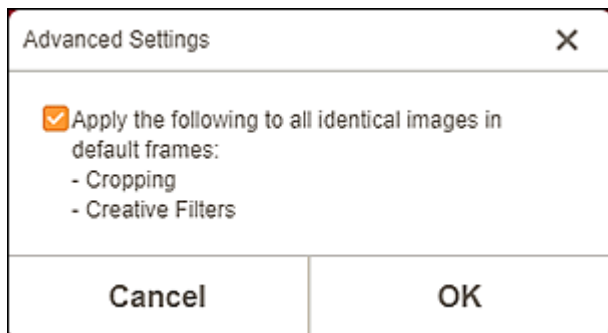 Advanced Settings
Apply the following to all identical images in
default frames:
- Cropping
- Creative Filters
Cancel
OK